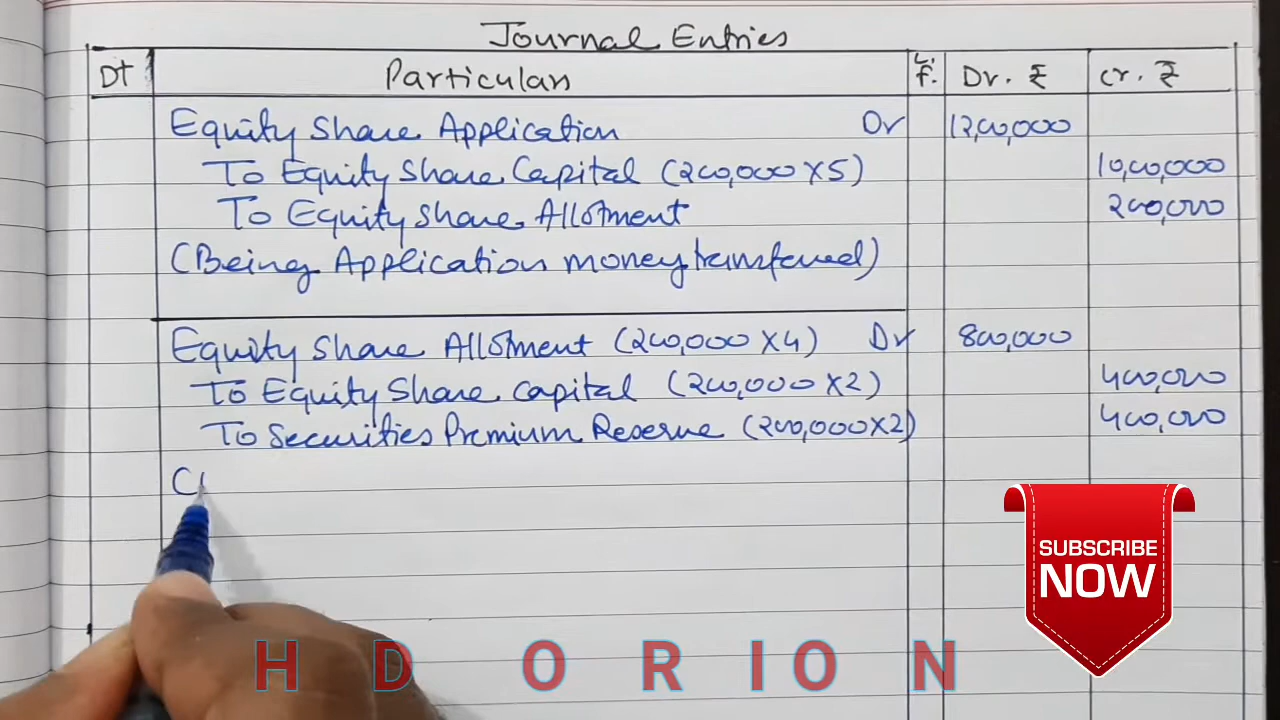 Journal Entries
Dt Particulars L.F. Dr. ₹ Cr. ₹
Equity Share Application Dr 12,00,000
To Equity Share Capital (200,000 X 5) 10,00,000
To Equity Share Allotment 200,000
(Being Application money transferred)
Equity Share Allotment (200,000 X 4) Dr 800,000
To Equity Share Capital (200,000 X 2) 400,000
To Securities Premium Reserve (200,000 X 2) 400,000
SUBSCRIBE
NOW
H D ORION